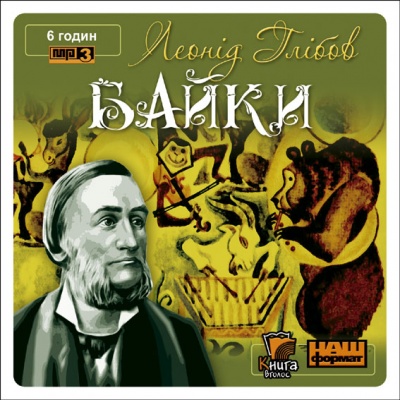 6 годин
mp3
Леонід Глібов
БАЙКИ
Книга
вголос
НАШ
формат